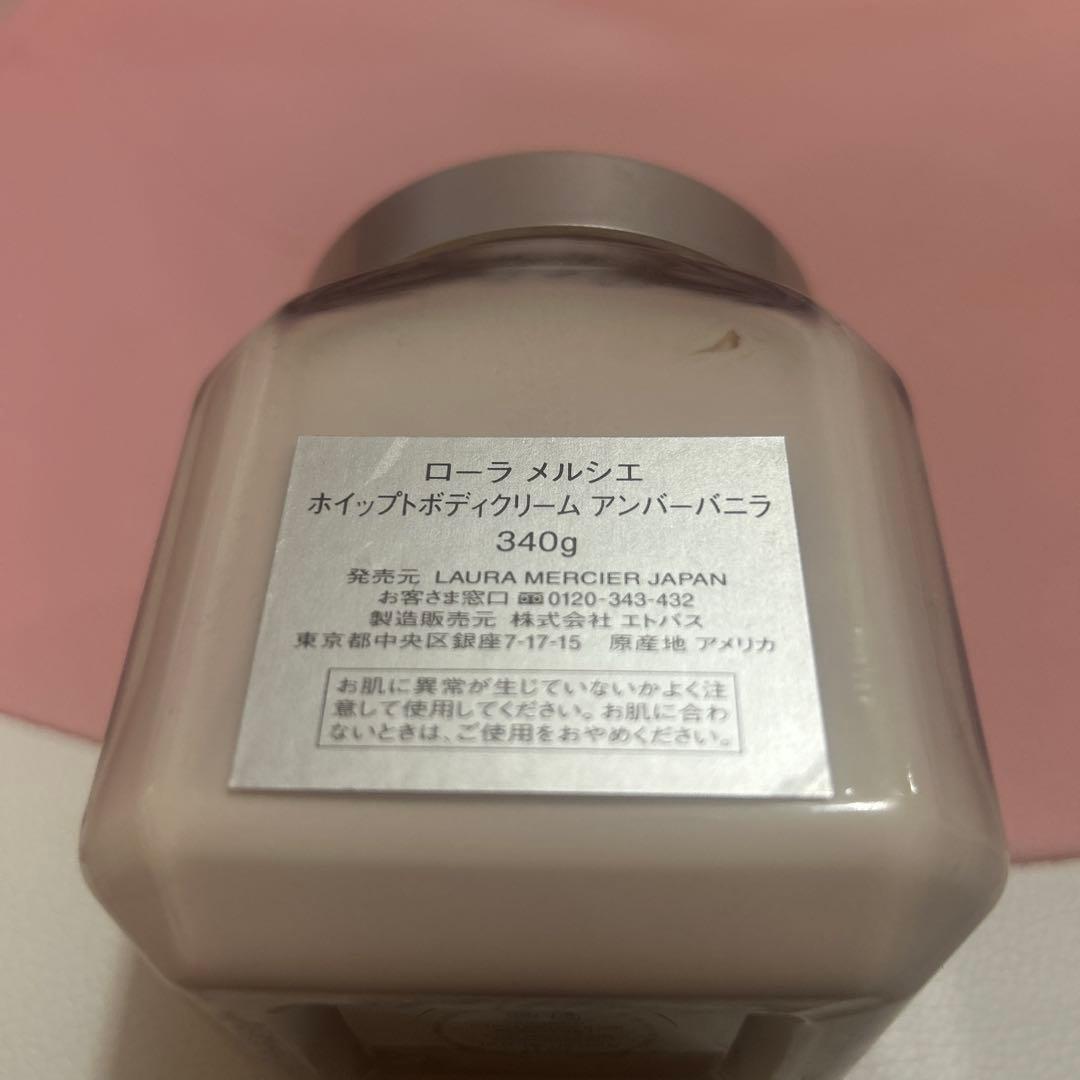 ローラ メルシエ
ホイップトボディクリーム アンバーバニラ
340g
発売元 LAURA MERCIER JAPAN
お客さま窓口 0120-343-432
製造販売元 株式会社 エトバス
東京都中央区銀座7-17-15 原産地 アメリカ
お肌に異常が生じていないかよく注
意して使用してください。お肌に合わ
ないときは、ご使用をおやめください。